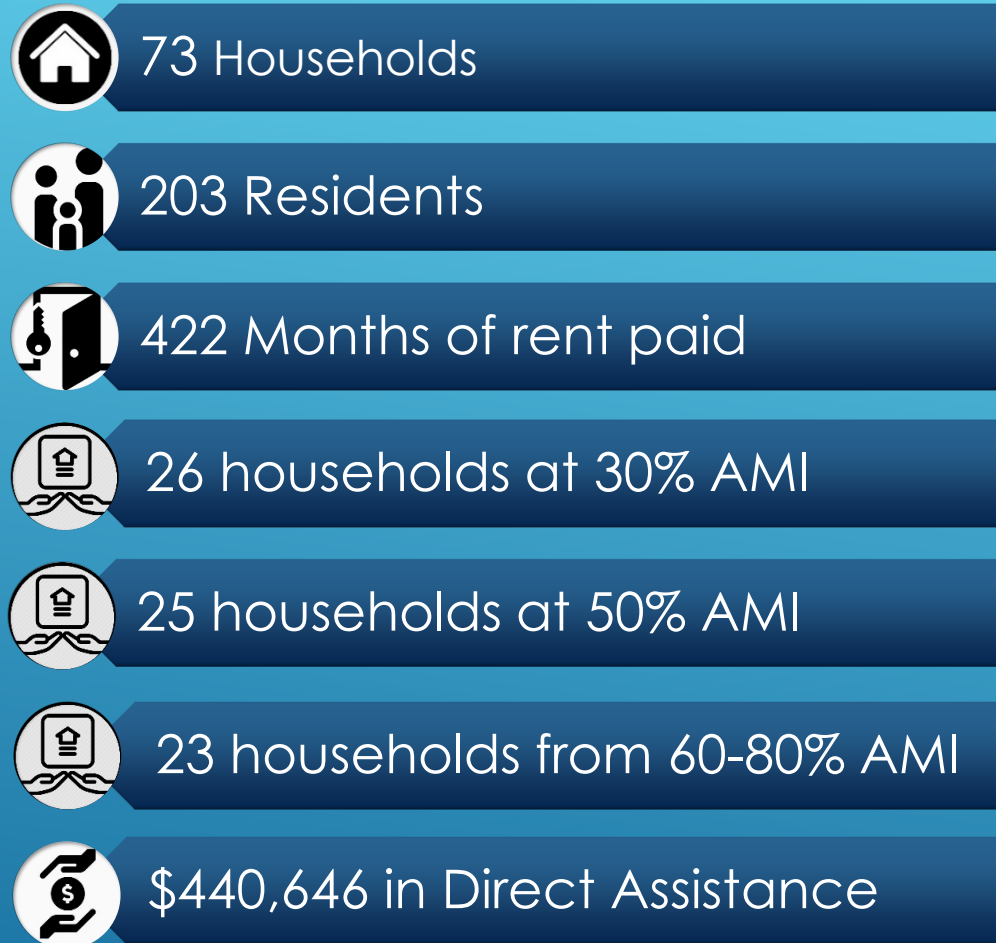 73 Households
203 Residents
422 Months of rent paid
26 households at 30% AMI
25 households at 50% AMI
23 households from 60-80% AMI
$440,646 in Direct Assistance